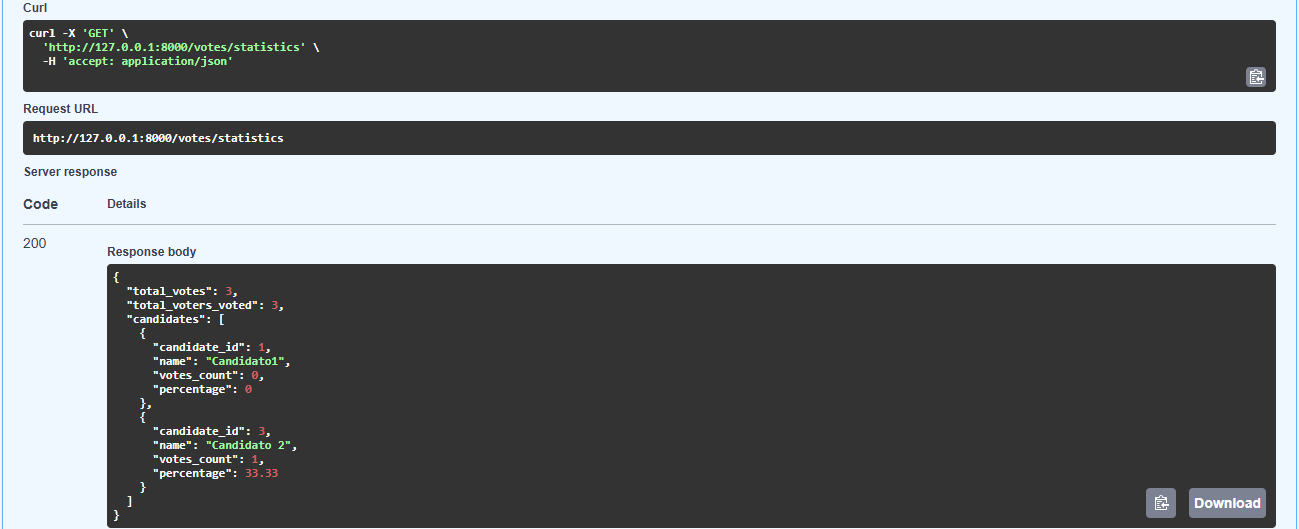 Curl
curl -X 'GET' \
  'http://127.0.0.1:8000/votes/statistics' \
  -H 'accept: application/json'
Request URL
http://127.0.0.1:8000/votes/statistics
Server response
Code Details
200
Response body
{
  "total_votes": 3,
  "total_voters_voted": 3,
  "candidates": [
    {
      "candidate_id": 1,
      "name": "Candidato1",
      "votes_count": 0,
      "percentage": 0
    },
    {
      "candidate_id": 3,
      "name": "Candidato 2",
      "votes_count": 1,
      "percentage": 33.33
    }
  ]
}
Download